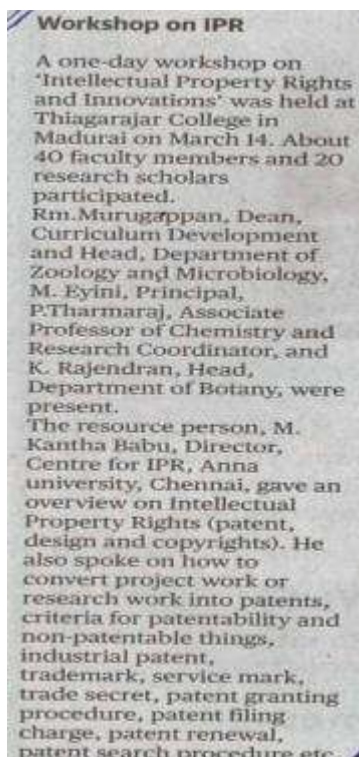 Workshop on IPR
A one-day workshop on
'Intellectual Property Rights
and Innovations' was held at
Thiagarajar College in
Madurai on March 14. About
40 faculty members and 20
research scholars
participated.
Rm.Murugappan, Dean,
Curriculum Development
and Head, Department of
Zoology and Microbiology,
M. Eyini, Principal,
P.Tharmaraj, Associate
Professor of Chemistry and
Research Coordinator, and
K. Rajendran, Head,
Department of Botany, were
present.
The resource person, M.
Kantha Babu, Director,
Centre for IPR, Anna
university, Chennai, gave an
overview on Intellectual
Property Rights (patent,
design and copyrights). He
also spoke on how to
convert project work or
research work into patents,
criteria for patentability and
non-patentable things,
industrial patent,
trademark, service mark,
trade secret, patent granting
procedure, patent filing
charge, patent renewal,
patent search procedure etc